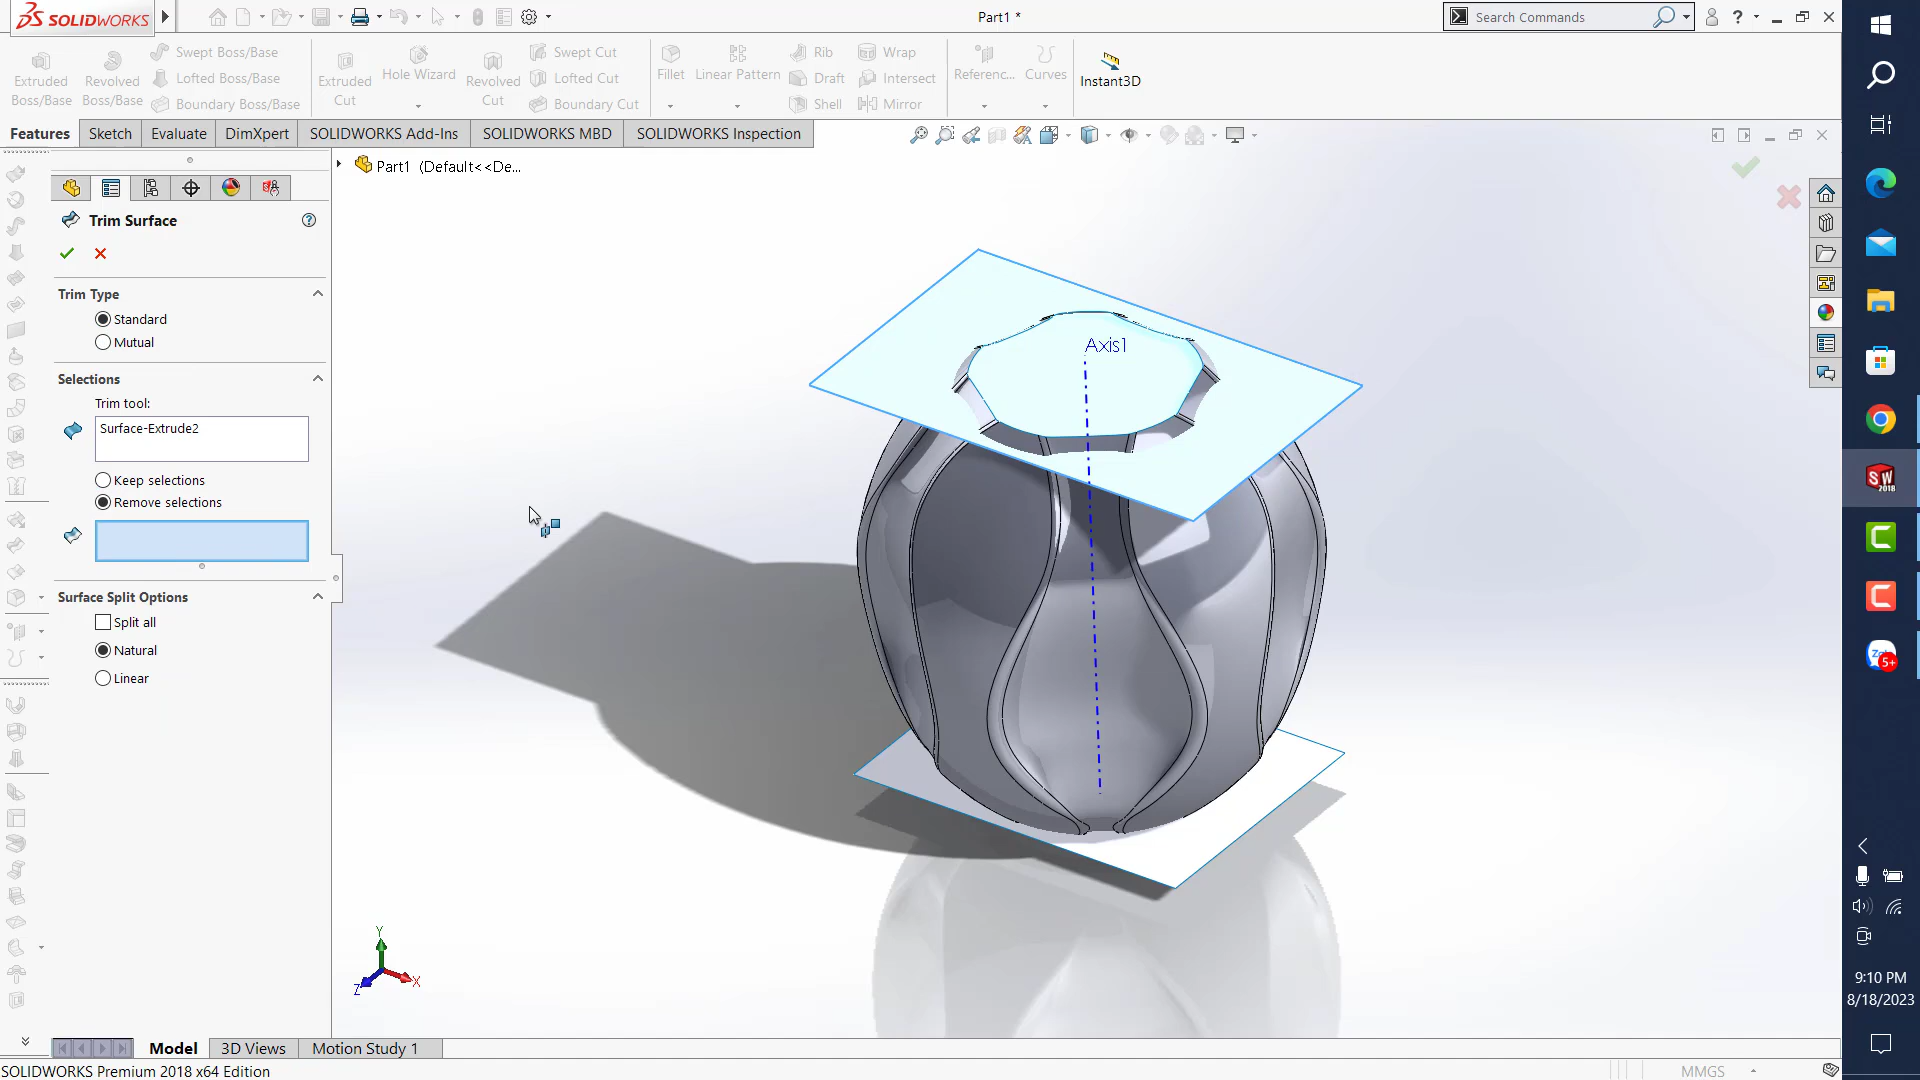 SOLIDWORKS
Part1 *
Search Commands
Extruded Boss/Base
Revolved Boss/Base
Swept Boss/Base
Lofted Boss/Base
Boundary Boss/Base
Extruded Cut
Hole Wizard
Revolved Cut
Swept Cut
Lofted Cut
Boundary Cut
Fillet
Linear Pattern
Rib
Draft
Shell
Wrap
Intersect
Mirror
Referenc...
Curves
Instant3D
Features
Sketch
Evaluate
DimXpert
SOLIDWORKS Add-Ins
SOLIDWORKS MBD
SOLIDWORKS Inspection
Part1 (Default<<De...
Trim Surface
Trim Type
Standard
Mutual
Selections
Trim tool:
Surface-Extrude2
Keep selections
Remove selections
Surface Split Options
Split all
Natural
Linear
Axis1
Y
X
Z
SW
2018
Zalo
5+
9:10 PM
8/18/2023
Model
3D Views
Motion Study 1
SOLIDWORKS Premium 2018 x64 Edition
MMGS